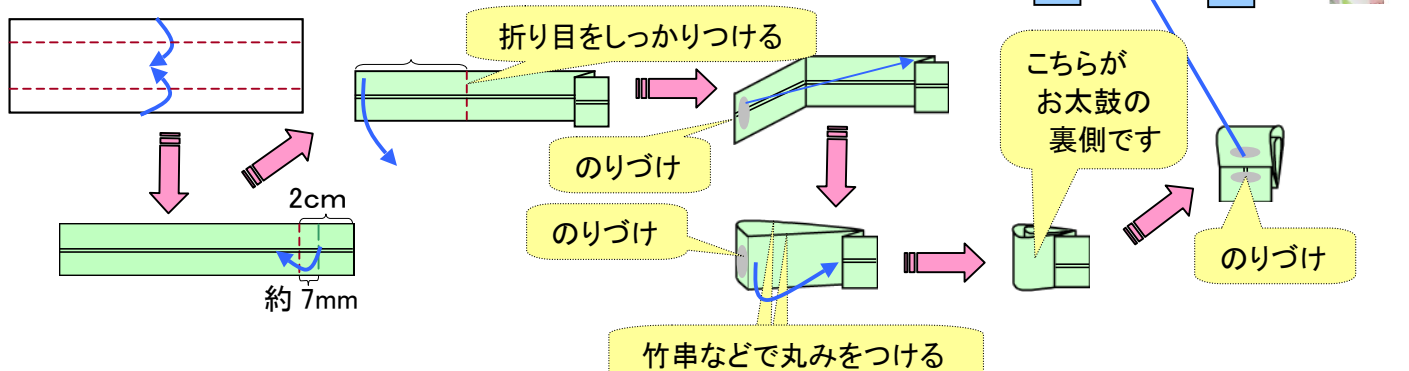 折り目をしっかりつける
こちらが
お太鼓の
裏側です
のりづけ
2cm
のりづけ
のりづけ
約 7mm
竹串などで丸みをつける